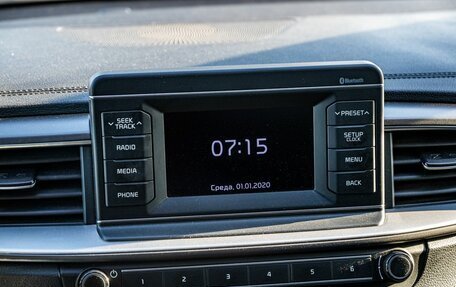 Bluetooth
SEEK
TRACK
RADIO
MEDIA
PHONE
07:15
Среда, 01.01.2020
PRESET
SETUP
CLOCK
MENU
BACK
1 2 3 4 5 6